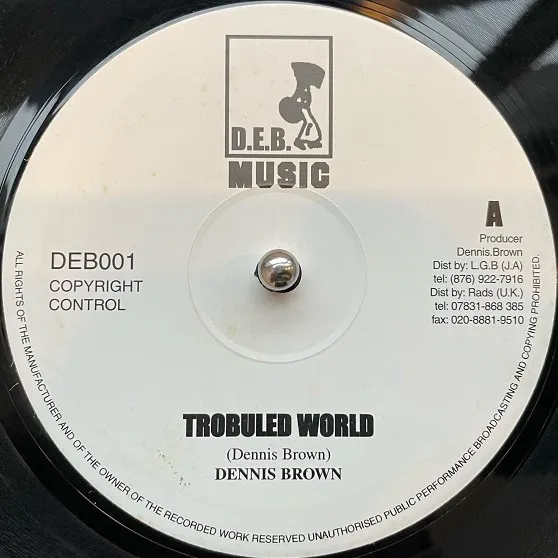 D.E.B.
MUSIC
A
Producer
Dennis.Brown
Dist by: L.G.B (J.A)
tel: (876) 922-7916
Dist by: Rads (U.K.)
tel: 07831-868 385
fax: 020-8881-9510
DEB001
COPYRIGHT
CONTROL
ALL RIGHTS OF THE MANUFACTURER AND OF THE OWNER OF THE RECORDED WORK RESERVED UNAUTHORISED PUBLIC PERFORMANCE BROADCASTING AND COPYING PROHIBITED.
TROBULED WORLD
(Dennis Brown)
DENNIS BROWN